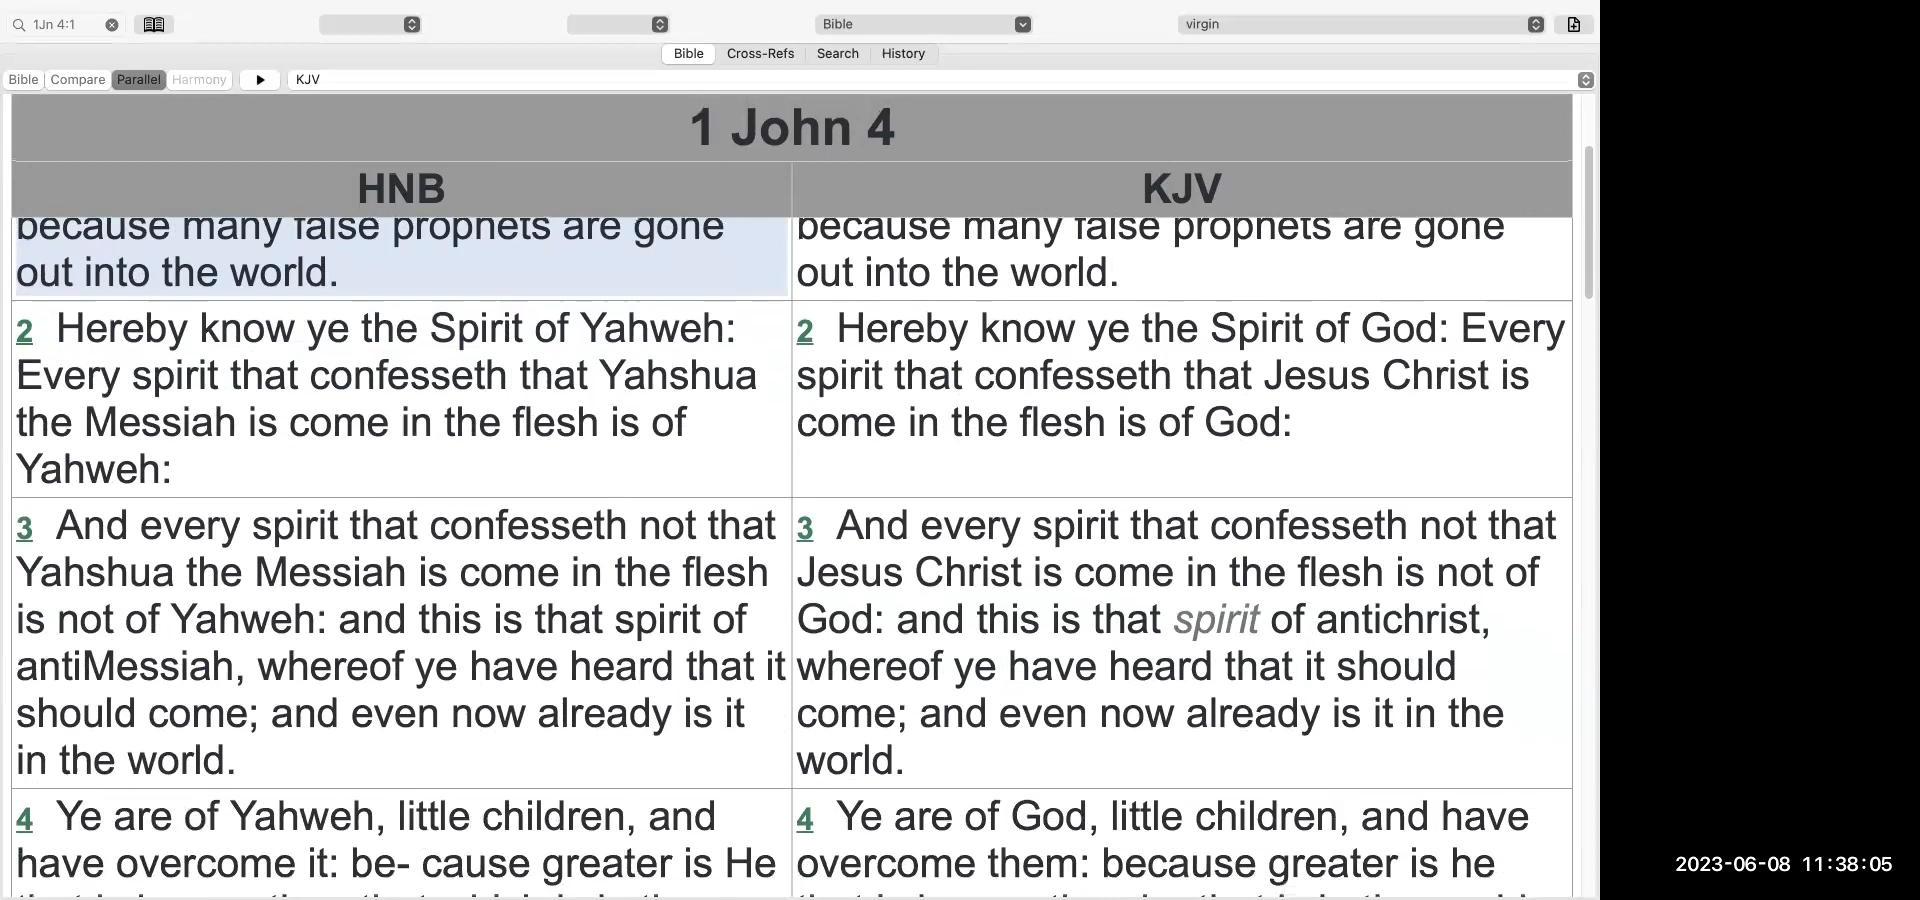 1Jn 4:1
Bible
virgin
Bible Cross-Refs Search History
Bible Compare Parallel Harmony KJV
1 John 4
HNB
because many false prophets are gone
out into the world.
2 Hereby know ye the Spirit of Yahweh:
Every spirit that confesseth that Yahshua
the Messiah is come in the flesh is of
Yahweh:
3 And every spirit that confesseth not that
Yahshua the Messiah is come in the flesh
is not of Yahweh: and this is that spirit of
antiMessiah, whereof ye have heard that it
should come; and even now already is it
in the world.
4 Ye are of Yahweh, little children, and
have overcome it: be- cause greater is He
KJV
because many false prophets are gone
out into the world.
2 Hereby know ye the Spirit of God: Every
spirit that confesseth that Jesus Christ is
come in the flesh is of God:
3 And every spirit that confesseth not that
Jesus Christ is come in the flesh is not of
God: and this is that spirit of antichrist,
whereof ye have heard that it should
come; and even now already is it in the
world.
4 Ye are of God, little children, and have
overcome them: because greater is he
2023-06-08 11:38:05